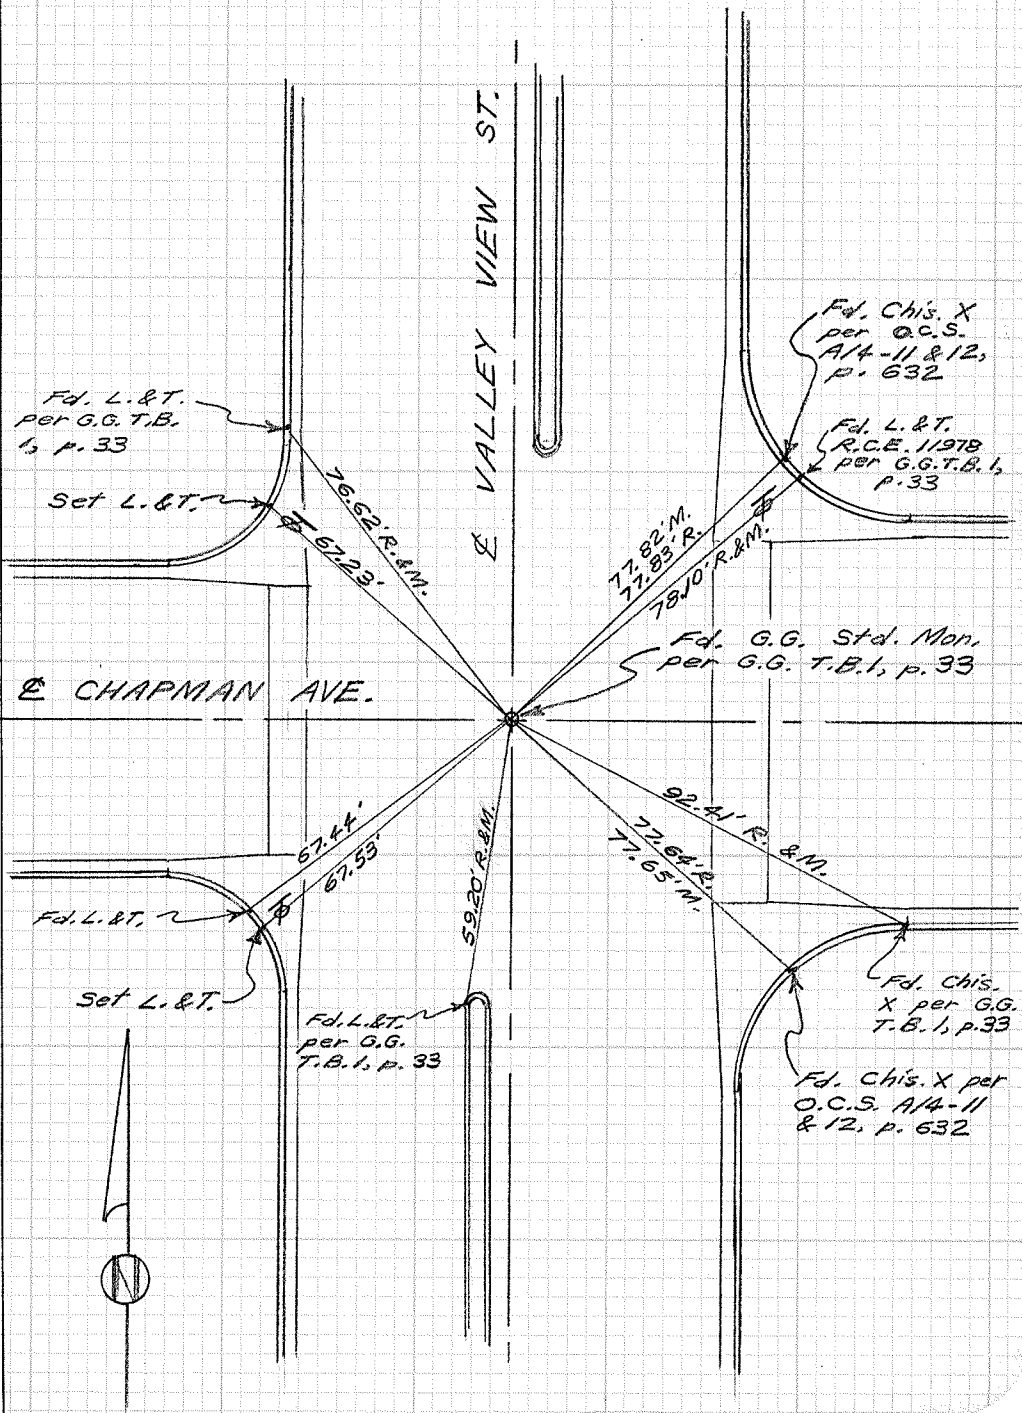 ℄ VALLEY VIEW ST.
Fd. Chis. X
per O.C.S.
A14-11 & 12,
p. 632
Fd. L.&T.
per G.G. T.B.
1, p. 33
Fd. L.&T.
R.C.E. 11978
per G.G.T.B.1,
p. 33
Set L.&T.
76.62' R.&M.
67.23'
77.82' M.
77.83' R.
78.10' R.&M.
Fd. G.G. Std. Mon.
per G.G. T.B.1, p. 33
℄ CHAPMAN AVE.
67.44'
67.53'
59.20' R.&M.
92.41' R. &M.
77.64' R.
77.65' M.
Fd. L.&T.
Set L.&T.
Fd. L.&T.
per G.G.
T.B.1, p. 33
Fd. Chis.
X per G.G.
T.B.1, p.33
Fd. Chis. X per
O.C.S. A14-11
& 12, p. 632
N